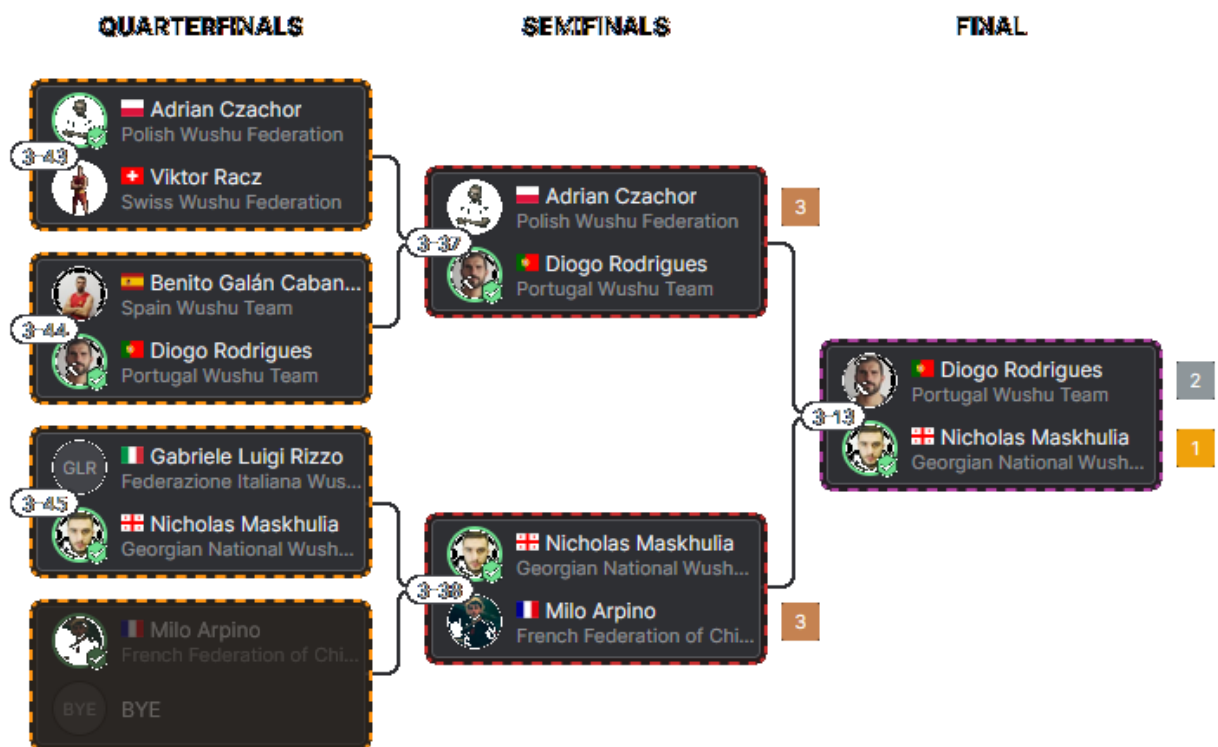 QUARTERFINALS
SEMIFINALS
FINAL
Adrian Czachor
Polish Wushu Federation
3-43
Viktor Racz
Swiss Wushu Federation
Benito Galán Caban...
Spain Wushu Team
3-44
Diogo Rodrigues
Portugal Wushu Team
GLR
Gabriele Luigi Rizzo
Federazione Italiana Wus...
3-45
Nicholas Maskhulia
Georgian National Wush...
Milo Arpino
French Federation of Chi...
BYE
BYE
Adrian Czachor
Polish Wushu Federation
3
3-37
Diogo Rodrigues
Portugal Wushu Team
Nicholas Maskhulia
Georgian National Wush...
3-38
Milo Arpino
French Federation of Chi...
3
Diogo Rodrigues
Portugal Wushu Team
2
3-13
Nicholas Maskhulia
Georgian National Wush...
1